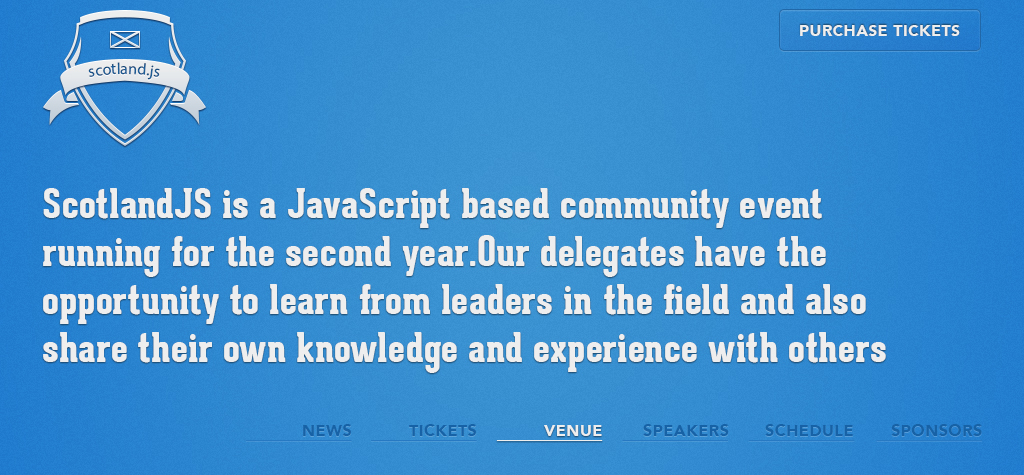 scotland.js
PURCHASE TICKETS
ScotlandJS is a JavaScript based community event
running for the second year.Our delegates have the
opportunity to learn from leaders in the field and also
share their own knowledge and experience with others
NEWS TICKETS VENUE SPEAKERS SCHEDULE SPONSORS